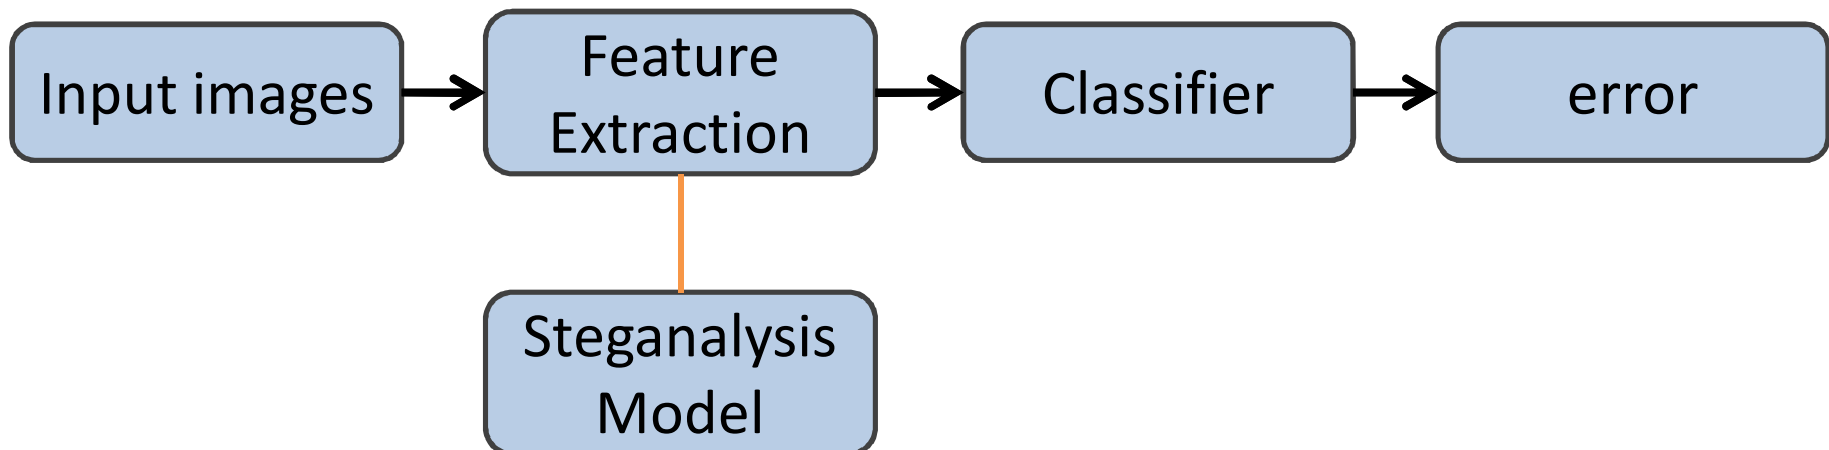 Input images
Feature
Extraction
Classifier
error
Steganalysis
Model